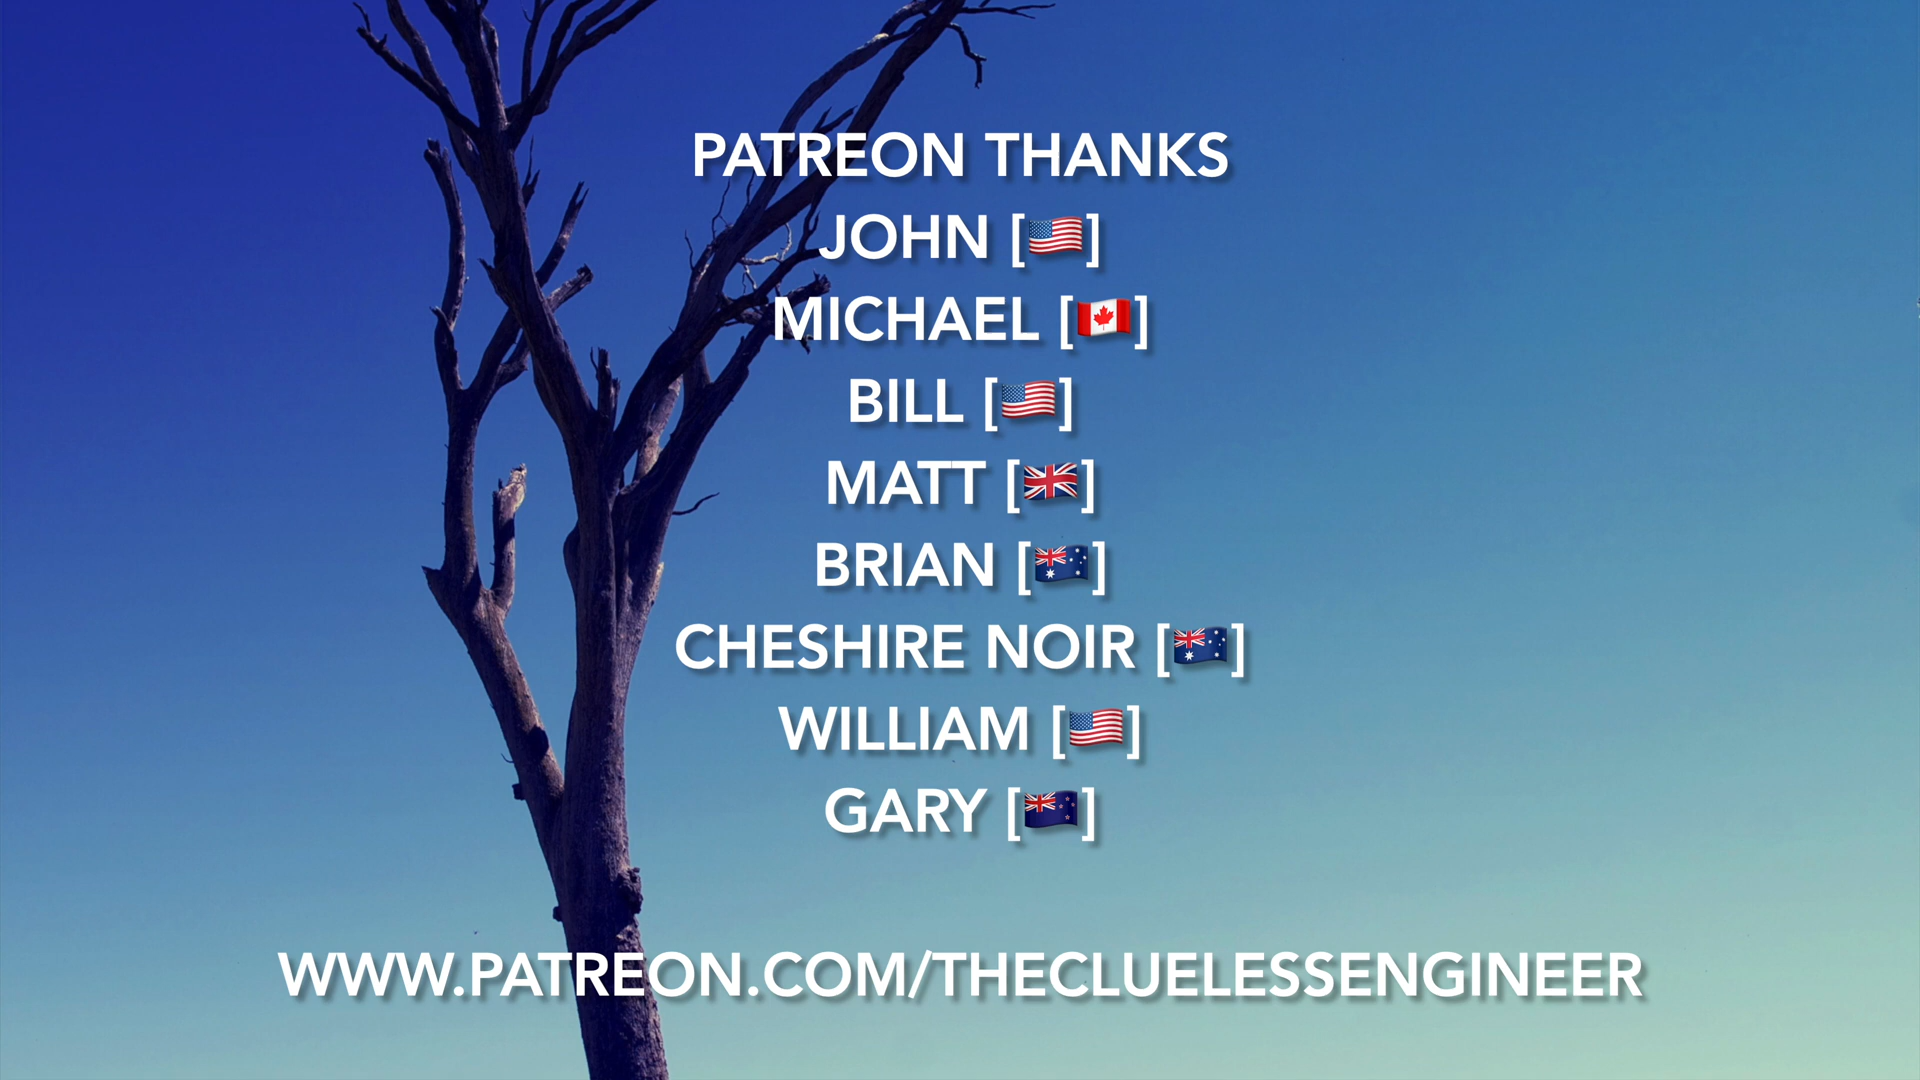 PATREON THANKS
JOHN [🇺🇸]
MICHAEL [🇨🇦]
BILL [🇺🇸]
MATT [🇬🇧]
BRIAN [🇦🇺]
CHESHIRE NOIR [🇦🇺]
WILLIAM [🇺🇸]
GARY [🇳🇿]
WWW.PATREON.COM/THECLUELESSENGINEER